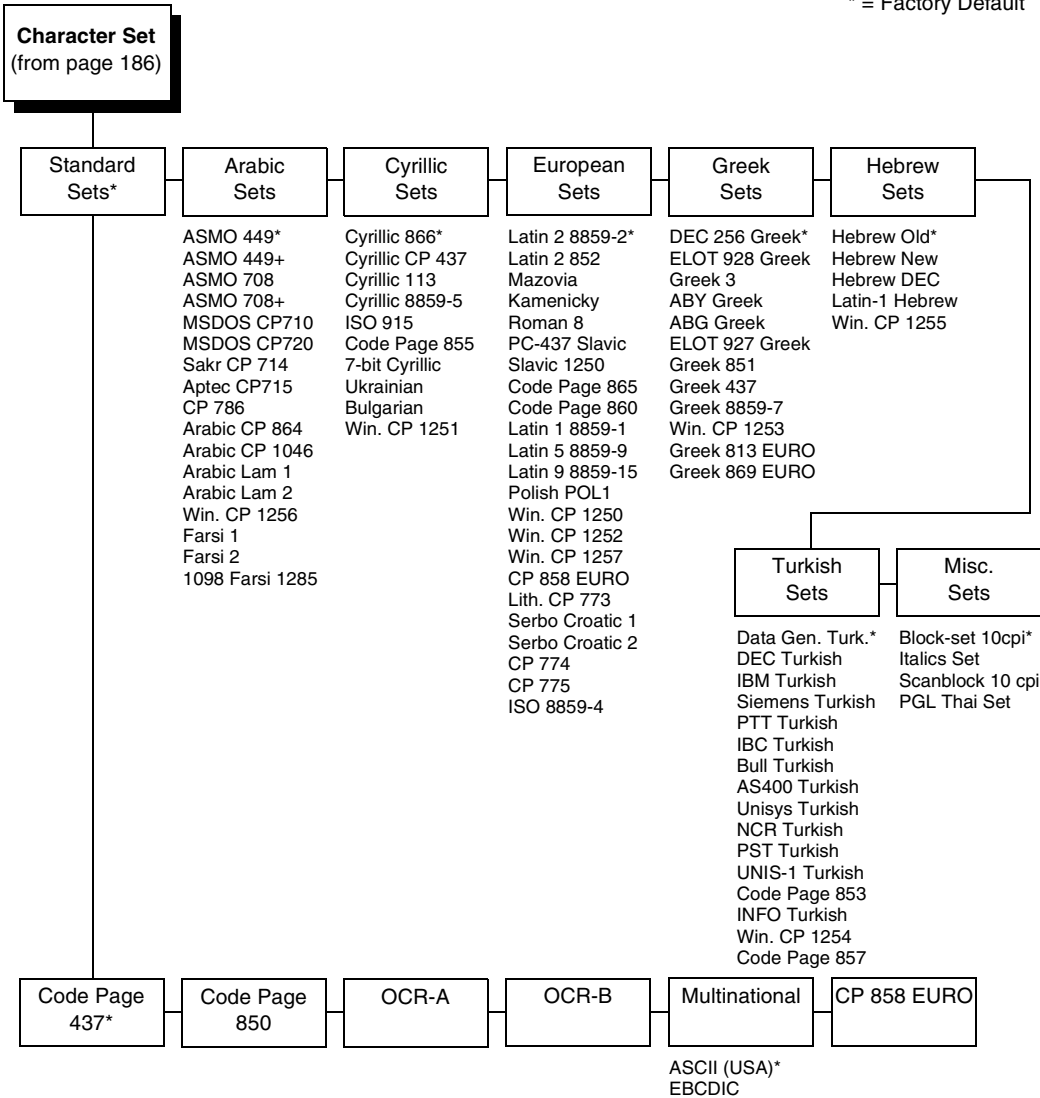 * = Factory Default
Character Set
(from page 186)
Standard
Sets*
Arabic
Sets
Cyrillic
Sets
European
Sets
Greek
Sets
Hebrew
Sets
ASMO 449*
ASMO 449+
ASMO 708
ASMO 708+
MSDOS CP710
MSDOS CP720
Sakr CP 714
Aptec CP715
CP 786
Arabic CP 864
Arabic CP 1046
Arabic Lam 1
Arabic Lam 2
Win. CP 1256
Farsi 1
Farsi 2
1098 Farsi 1285
Cyrillic 866*
Cyrillic CP 437
Cyrillic 113
Cyrillic 8859-5
ISO 915
Code Page 855
7-bit Cyrillic
Ukrainian
Bulgarian
Win. CP 1251
Latin 2 8859-2*
Latin 2 852
Mazovia
Kamenicky
Roman 8
PC-437 Slavic
Slavic 1250
Code Page 865
Code Page 860
Latin 1 8859-1
Latin 5 8859-9
Latin 9 8859-15
Polish POL1
Win. CP 1250
Win. CP 1252
Win. CP 1257
CP 858 EURO
Lith. CP 773
Serbo Croatic 1
Serbo Croatic 2
CP 774
CP 775
ISO 8859-4
DEC 256 Greek*
ELOT 928 Greek
Greek 3
ABY Greek
ABG Greek
ELOT 927 Greek
Greek 851
Greek 437
Greek 8859-7
Win. CP 1253
Greek 813 EURO
Greek 869 EURO
Hebrew Old*
Hebrew New
Hebrew DEC
Latin-1 Hebrew
Win. CP 1255
Turkish
Sets
Misc.
Sets
Data Gen. Turk.*
DEC Turkish
IBM Turkish
Siemens Turkish
PTT Turkish
IBC Turkish
Bull Turkish
AS400 Turkish
Unisys Turkish
NCR Turkish
PST Turkish
UNIS-1 Turkish
Code Page 853
INFO Turkish
Win. CP 1254
Code Page 857
Block-set 10cpi*
Italics Set
Scanblock 10 cpi
PGL Thai Set
Code Page
437*
Code Page
850
OCR-A
OCR-B
Multinational
CP 858 EURO
ASCII (USA)*
EBCDIC